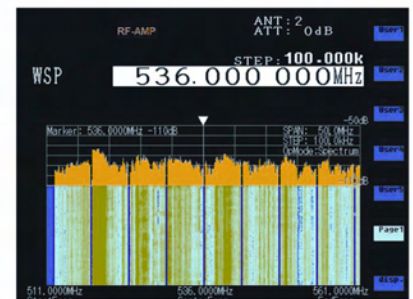 ANT:2
RF-AMP ATT: 0dB
User1
STEP:100.000k
WSP 536.000 000MHz
User2
User3
-50dB
Marker: 536.0000MHz -110dB
SPAN: 50.0MHz
STEP: 100.0kHz
OpMode:Spectrum
User4
User5
Page1
511.0000MHz 536.0000MHz 561.0000MHz
disp.